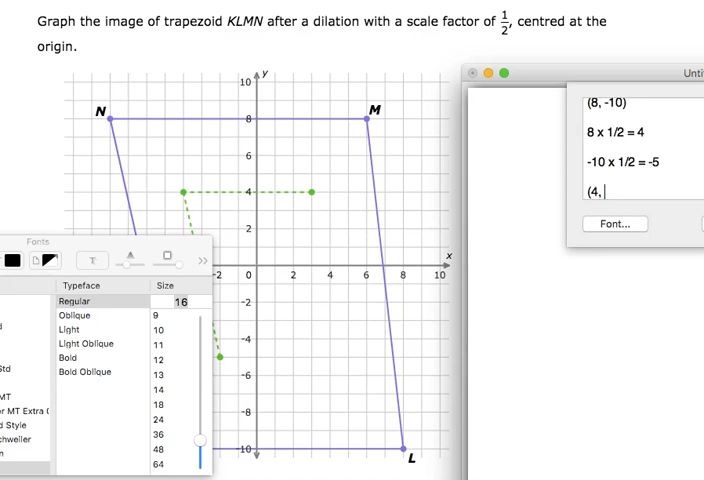 Graph the image of trapezoid KLMN after a dilation with a scale factor of 1/2, centred at the
origin.
y
10
N
M
8
6
4
2
x
-2
0
2
4
6
8
10
-2
-4
-6
-8
-10
L
Unti
(8, -10)
8 x 1/2 = 4
-10 x 1/2 = -5
(4,
Font...
Fonts
T
A
Typeface
Size
Regular
16
Oblique
9
Light
10
Light Oblique
11
Bold
12
Bold Oblique
13
14
18
24
36
48
64
Std
MT
r MT Extra (
d Style
chweiler